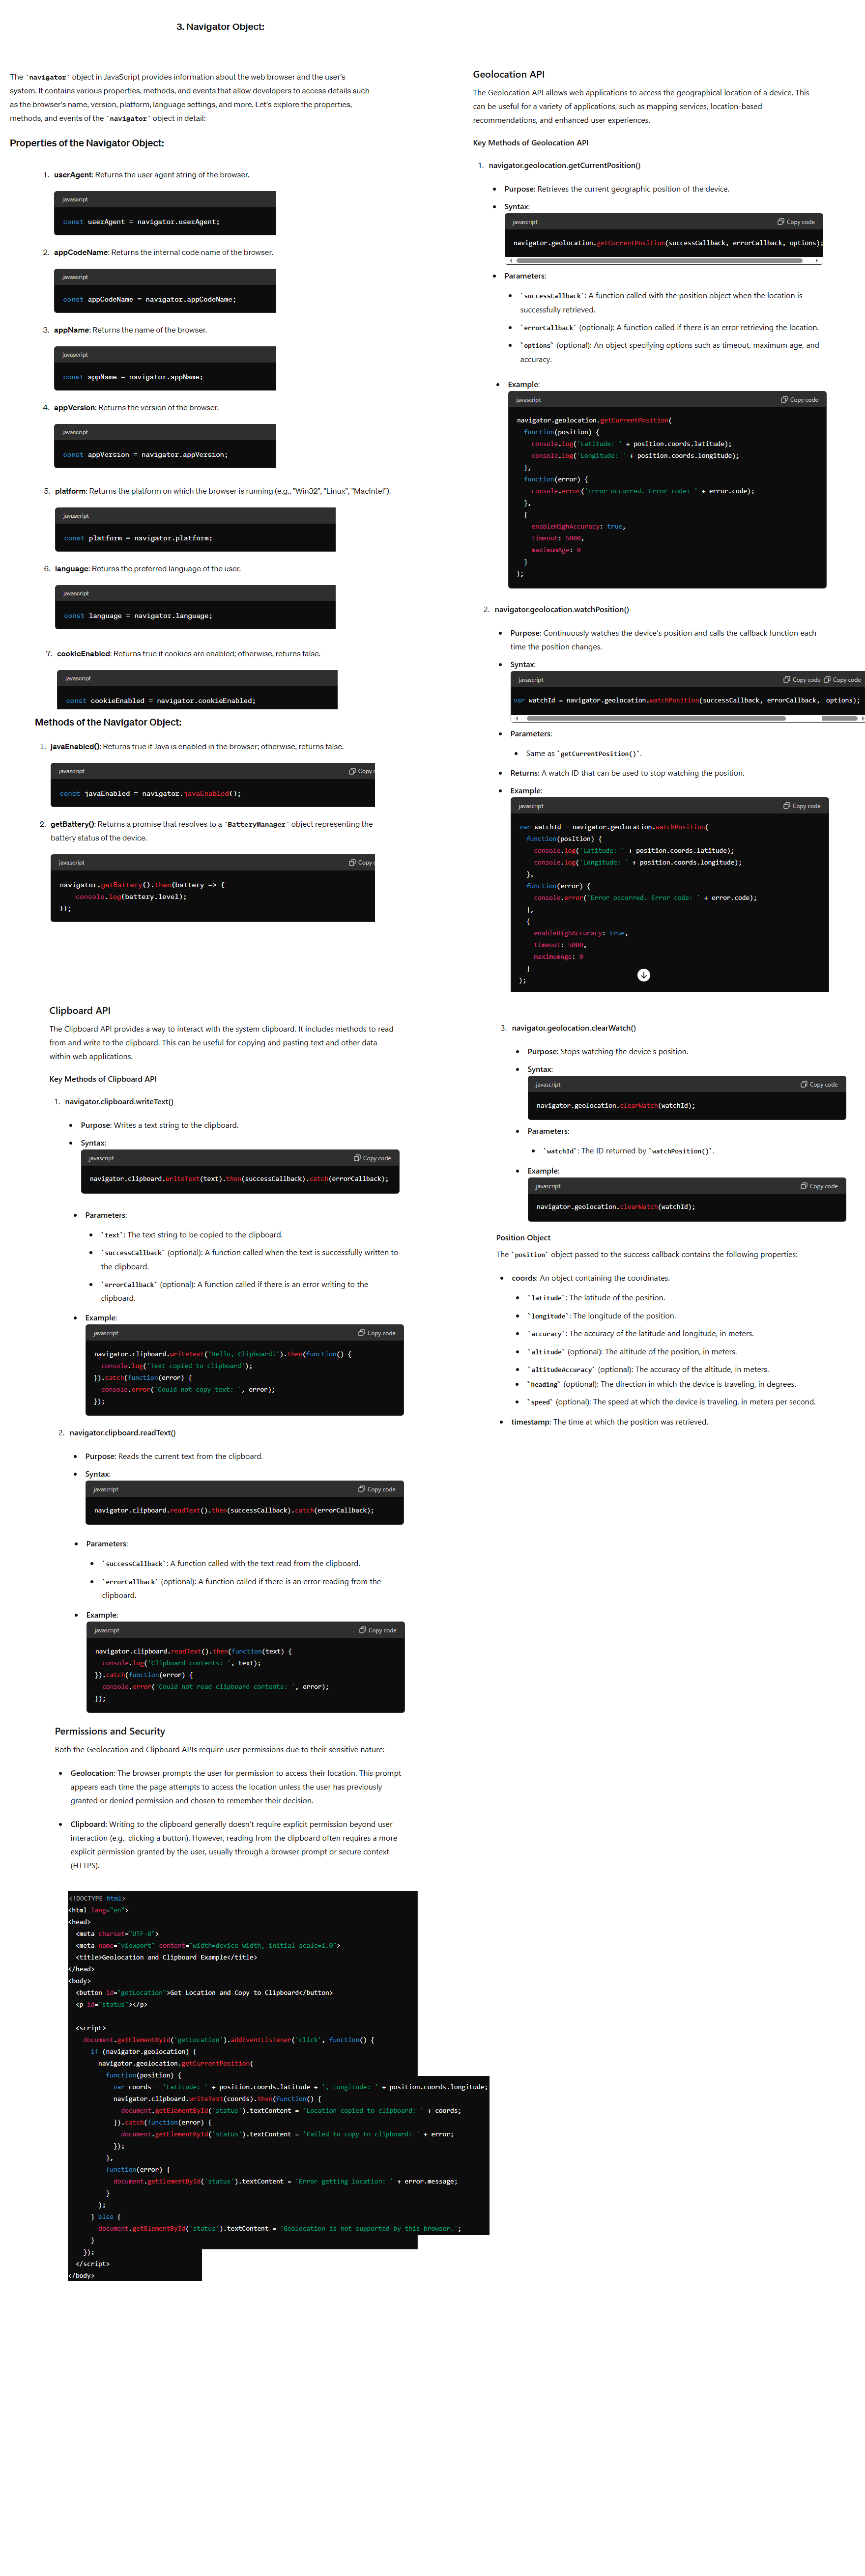 3. Navigator Object:
The `navigator` object in JavaScript provides information about the web browser and the user's
system. It contains various properties, methods, and events that allow developers to access details such
as the browser's name, version, platform, language settings, and more. Let's explore the properties,
methods, and events of the `navigator` object in detail:
Properties of the Navigator Object:
1. userAgent: Returns the user agent string of the browser.
javascript
const userAgent = navigator.userAgent;
2. appCodeName: Returns the internal code name of the browser.
javascript
const appCodeName = navigator.appCodeName;
3. appName: Returns the name of the browser.
javascript
const appName = navigator.appName;
4. appVersion: Returns the version of the browser.
javascript
const appVersion = navigator.appVersion;
5. platform: Returns the platform on which the browser is running (e.g., "Win32", "Linux", "MacIntel").
javascript
const platform = navigator.platform;
6. language: Returns the preferred language of the user.
javascript
const language = navigator.language;
7. cookieEnabled: Returns true if cookies are enabled; otherwise, returns false.
javascript
const cookieEnabled = navigator.cookieEnabled;
Methods of the Navigator Object:
1. javaEnabled(): Returns true if Java is enabled in the browser; otherwise, returns false.
javascript Copy c
const javaEnabled = navigator.javaEnabled();
2. getBattery(): Returns a promise that resolves to a `BatteryManager` object representing the
battery status of the device.
javascript Copy c
navigator.getBattery().then(battery => {
console.log(battery.level);
});
Clipboard API
The Clipboard API provides a way to interact with the system clipboard. It includes methods to read
from and write to the clipboard. This can be useful for copying and pasting text and other data
within web applications.
Key Methods of Clipboard API
1. navigator.clipboard.writeText()
• Purpose: Writes a text string to the clipboard.
• Syntax:
javascript Copy code
navigator.clipboard.writeText(text).then(successCallback).catch(errorCallback);
• Parameters:
• `text`: The text string to be copied to the clipboard.
• `successCallback` (optional): A function called when the text is successfully written to
the clipboard.
• `errorCallback` (optional): A function called if there is an error writing to the
clipboard.
• Example:
javascript Copy code
navigator.clipboard.writeText('Hello, Clipboard!').then(function() {
console.log('Text copied to clipboard');
}).catch(function(error) {
console.error('Could not copy text: ', error);
});
2. navigator.clipboard.readText()
• Purpose: Reads the current text from the clipboard.
• Syntax:
javascript Copy code
navigator.clipboard.readText().then(successCallback).catch(errorCallback);
• Parameters:
• `successCallback`: A function called with the text read from the clipboard.
• `errorCallback` (optional): A function called if there is an error reading from the
clipboard.
• Example:
javascript Copy code
navigator.clipboard.readText().then(function(text) {
console.log('Clipboard contents: ', text);
}).catch(function(error) {
console.error('Could not read clipboard contents: ', error);
});
Permissions and Security
Both the Geolocation and Clipboard APIs require user permissions due to their sensitive nature:
• Geolocation: The browser prompts the user for permission to access their location. This prompt
appears each time the page attempts to access the location unless the user has previously
granted or denied permission and chosen to remember their decision.
• Clipboard: Writing to the clipboard generally doesn't require explicit permission beyond user
interaction (e.g., clicking a button). However, reading from the clipboard often requires a more
explicit permission granted by the user, usually through a browser prompt or secure context
(HTTPS).
<!DOCTYPE html>
<html lang="en">
<head>
<meta charset="UTF-8">
<meta name="viewport" content="width=device-width, initial-scale=1.0">
<title>Geolocation and Clipboard Example</title>
</head>
<body>
<button id="getLocation">Get Location and Copy to Clipboard</button>
<p id="status"></p>
<script>
document.getElementById('getLocation').addEventListener('click', function() {
if (navigator.geolocation) {
navigator.geolocation.getCurrentPosition(
function(position) {
var coords = 'Latitude: ' + position.coords.latitude + ', Longitude: ' + position.coords.longitude;
navigator.clipboard.writeText(coords).then(function() {
document.getElementById('status').textContent = 'Location copied to clipboard: ' + coords;
}).catch(function(error) {
document.getElementById('status').textContent = 'Failed to copy to clipboard: ' + error;
});
},
function(error) {
document.getElementById('status').textContent = 'Error getting location: ' + error.message;
}
);
} else {
document.getElementById('status').textContent = 'Geolocation is not supported by this browser.';
}
});
</script>
</body>
Geolocation API
The Geolocation API allows web applications to access the geographical location of a device. This
can be useful for a variety of applications, such as mapping services, location-based
recommendations, and enhanced user experiences.
Key Methods of Geolocation API
1. navigator.geolocation.getCurrentPosition()
• Purpose: Retrieves the current geographic position of the device.
• Syntax:
javascript Copy code
navigator.geolocation.getCurrentPosition(successCallback, errorCallback, options);
• Parameters:
• `successCallback`: A function called with the position object when the location is
successfully retrieved.
• `errorCallback` (optional): A function called if there is an error retrieving the location.
• `options` (optional): An object specifying options such as timeout, maximum age, and
accuracy.
• Example:
javascript Copy code
navigator.geolocation.getCurrentPosition(
function(position) {
console.log('Latitude: ' + position.coords.latitude);
console.log('Longitude: ' + position.coords.longitude);
},
function(error) {
console.error('Error occurred. Error code: ' + error.code);
},
{
enableHighAccuracy: true,
timeout: 5000,
maximumAge: 0
}
);
2. navigator.geolocation.watchPosition()
• Purpose: Continuously watches the device's position and calls the callback function each
time the position changes.
• Syntax:
javascript Copy code Copy code
var watchId = navigator.geolocation.watchPosition(successCallback, errorCallback, options);
• Parameters:
• Same as `getCurrentPosition()`.
• Returns: A watch ID that can be used to stop watching the position.
• Example:
javascript Copy code
var watchId = navigator.geolocation.watchPosition(
function(position) {
console.log('Latitude: ' + position.coords.latitude);
console.log('Longitude: ' + position.coords.longitude);
},
function(error) {
console.error('Error occurred. Error code: ' + error.code);
},
{
enableHighAccuracy: true,
timeout: 5000,
maximumAge: 0
}
);
3. navigator.geolocation.clearWatch()
• Purpose: Stops watching the device's position.
• Syntax:
javascript Copy code
navigator.geolocation.clearWatch(watchId);
• Parameters:
• `watchId`: The ID returned by `watchPosition()`.
• Example:
javascript Copy code
navigator.geolocation.clearWatch(watchId);
Position Object
The `position` object passed to the success callback contains the following properties:
• coords: An object containing the coordinates.
• `latitude`: The latitude of the position.
• `longitude`: The longitude of the position.
• `accuracy`: The accuracy of the latitude and longitude, in meters.
• `altitude` (optional): The altitude of the position, in meters.
• `altitudeAccuracy` (optional): The accuracy of the altitude, in meters.
• `heading` (optional): The direction in which the device is traveling, in degrees.
• `speed` (optional): The speed at which the device is traveling, in meters per second.
• timestamp: The time at which the position was retrieved.